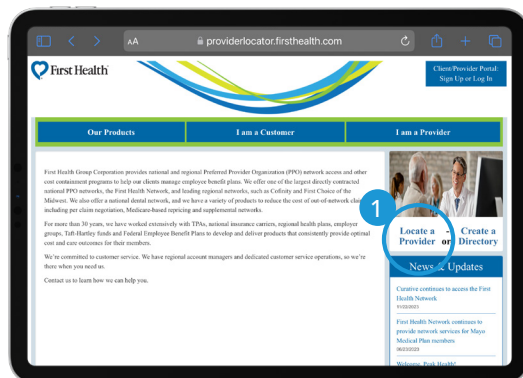 AA
providerlocator.firsthealth.com
First Health
Client/Provider Portal:
Sign Up or Log In
Our Products
I am a Customer
I am a Provider
First Health Group Corporation provides national and regional Preferred Provider Organization (PPO) network access and other
cost containment programs to help our clients manage employee benefit plans. We offer one of the largest directly contracted
national PPO networks, the First Health Network, and leading regional networks, such as Cofinity and First Choice of the
Midwest. We also offer a national dental network, and we have a variety of products to reduce the cost of out-of-network
including per claim negotiation, Medicare-based repricing and supplemental networks.
For more than 30 years, we have worked extensively with TPAs, national insurance carriers, regional health plans, employer
groups, Taft-Hartley funds and Federal Employee Benefit Plans to develop and deliver products that consistently provide optimal
cost and care outcomes for their members.
We're committed to customer service. We have regional account managers and dedicated customer service operations, so we're
there when you need us.
Contact us to learn how we can help you.
1
Locate a - Create a
Provider or Directory
News & Updates
Curative continues to access the First
Health Network
11/22/2023
First Health Network continues to
provide network services for Mayo
Medical Plan members
Welcome, Peak Health!